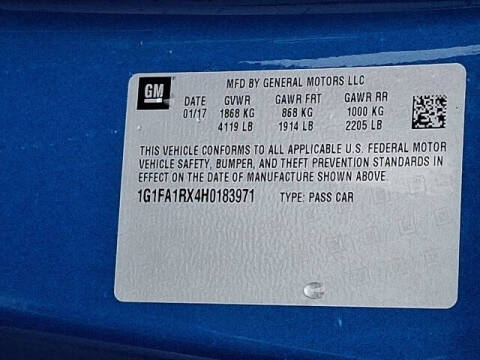 GM
MFD BY GENERAL MOTORS LLC
DATE GVWR GAWR FRT GAWR RR
01/17 1868 KG 868 KG 1000 KG
4119 LB 1914 LB 2205 LB
THIS VEHICLE CONFORMS TO ALL APPLICABLE U.S. FEDERAL MOTOR
VEHICLE SAFETY, BUMPER, AND THEFT PREVENTION STANDARDS IN
EFFECT ON THE DATE OF MANUFACTURE SHOWN ABOVE.
1G1FA1RX4H0183971 TYPE: PASS CAR